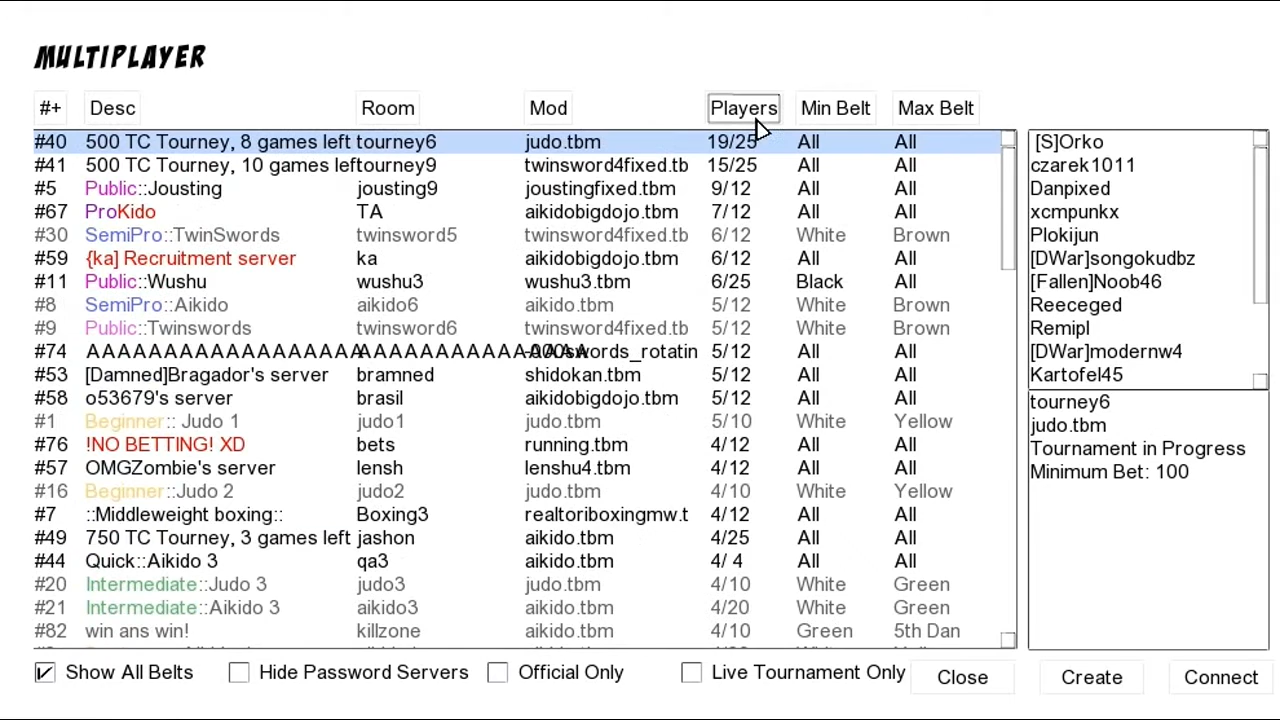 MULTIPLAYER
#+ Desc Room Mod Players Min Belt Max Belt
#40 500 TC Tourney, 8 games left tourney6 judo.tbm 19/25 All All
#41 500 TC Tourney, 10 games left tourney9 twinsword4fixed.tb 15/25 All All
#5 Public::Jousting jousting9 joustingfixed.tbm 9/12 All All
#67 ProKido TA aikidobigdojo.tbm 7/12 All All
#30 SemiPro::TwinSwords twinsword5 twinsword4fixed.tb 6/12 White Brown
#59 {ka] Recruitment server ka aikidobigdojo.tbm 6/12 All All
#11 Public::Wushu wushu3 wushu3.tbm 6/25 Black All
#8 SemiPro::Aikido aikido6 aikido.tbm 5/12 White Brown
#9 Public::Twinswords twinsword6 twinsword4fixed.tb 5/12 White Brown
#74 5/12 All All
#53 [Damned]Bragador's server bramned shidokan.tbm 5/12 All All
#58 o53679's server brasil aikidobigdojo.tbm 5/12 All All
#1 Beginner:: Judo 1 judo1 judo.tbm 5/10 White Yellow
#76 !NO BETTING! XD bets running.tbm 4/12 All All
#57 OMGZombie's server lensh lenshu4.tbm 4/12 All All
#16 Beginner::Judo 2 judo2 judo.tbm 4/10 White Yellow
#7 ::Middleweight boxing:: Boxing3 realtoriboxingmw.t 4/12 All All
#49 750 TC Tourney, 3 games left jashon aikido.tbm 4/25 All All
#44 Quick::Aikido 3 qa3 aikido.tbm 4/ 4 All All
#20 Intermediate::Judo 3 judo3 judo.tbm 4/10 White Green
#21 Intermediate::Aikido 3 aikido3 aikido.tbm 4/20 White Green
#82 win ans win! killzone aikido.tbm 4/10 Green 5th Dan
[S]Orko
czarek1011
Danpixed
xcmpunkx
Plokijun
[DWar]songokudbz
[Fallen]Noob46
Reeceged
Remipl
[DWar]modernw4
Kartofel45
tourney6
judo.tbm
Tournament in Progress
Minimum Bet: 100
Show All Belts Hide Password Servers Official Only Live Tournament Only Close Create Connect